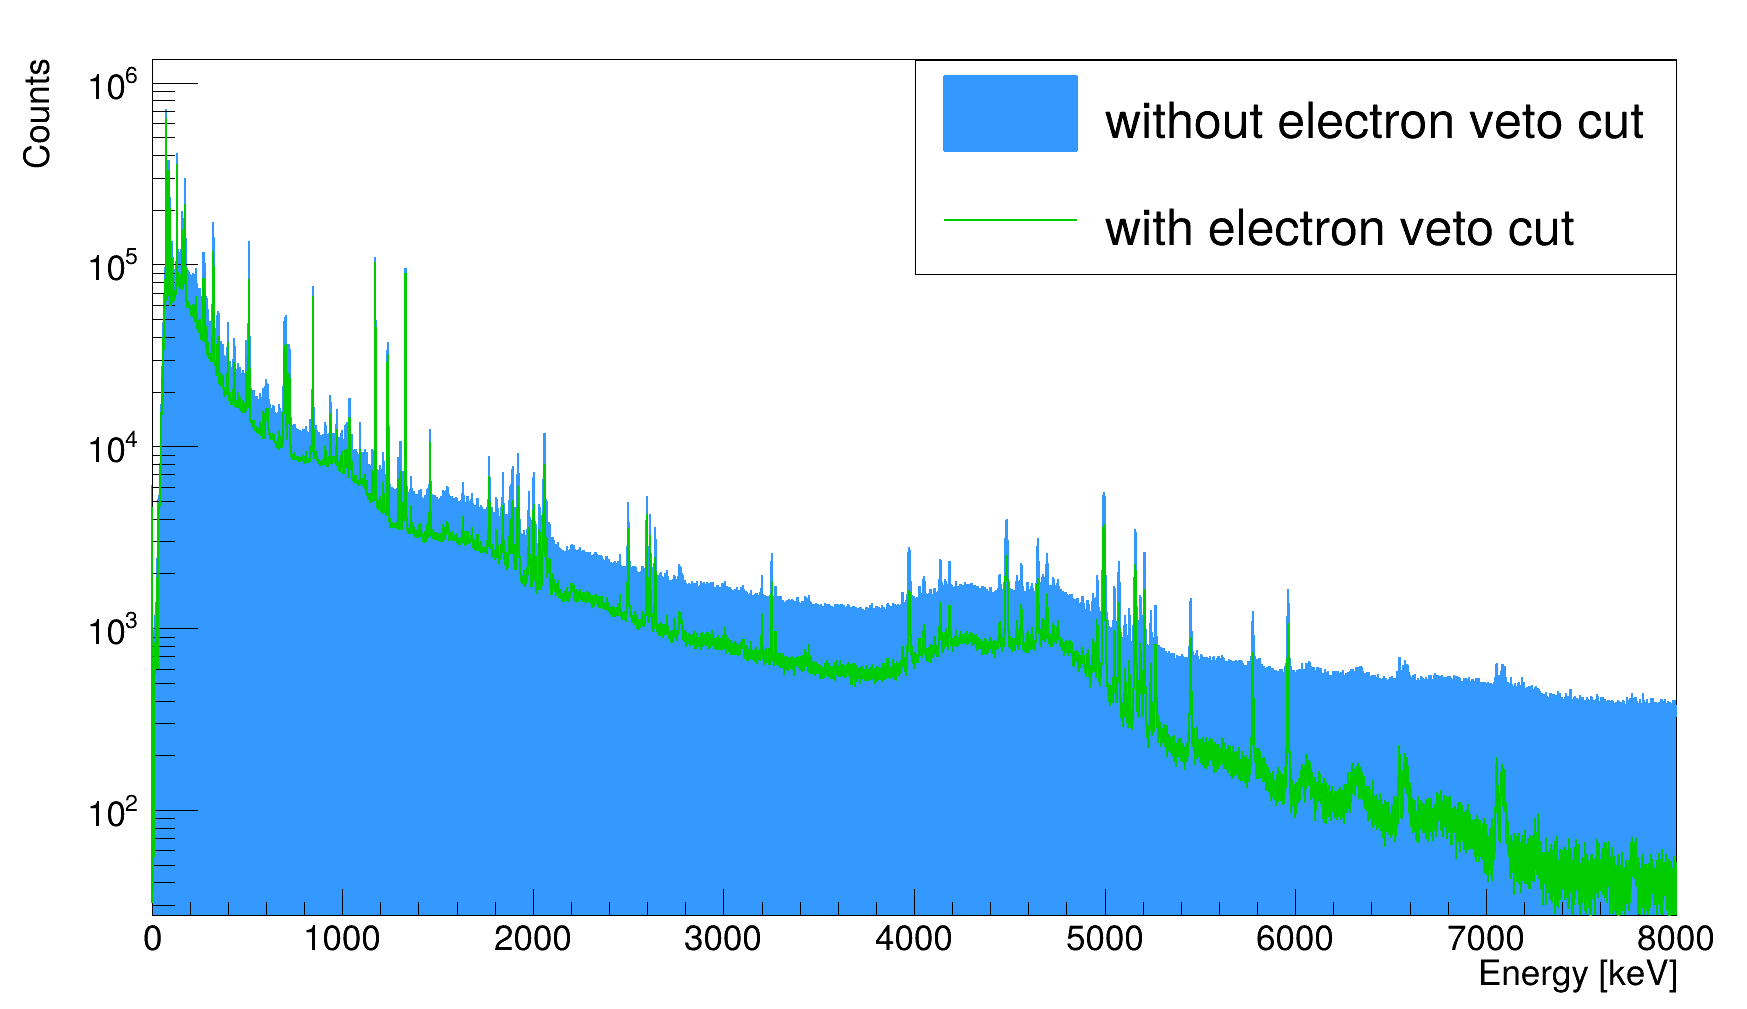 Counts
10^6
10^5
10^4
10^3
10^2
without electron veto cut
with electron veto cut
0 1000 2000 3000 4000 5000 6000 7000 8000
Energy [keV]